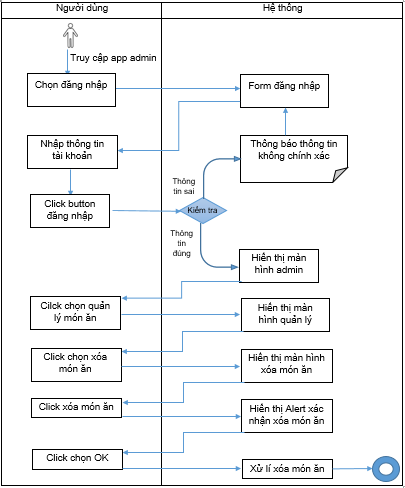 Người dùng
Hệ thống
Truy cập app admin
Chọn đăng nhập
Form đăng nhập
Nhập thông tin
tài khoản
Thông báo thông tin
không chính xác
Thông
tin sai
Click button
đăng nhập
Kiểm tra
Thông
tin
đúng
Hiển thị màn
hình admin
Cilck chọn quản
lý món ăn
Hiển thị màn
hình quản lý
Click chọn xóa
món ăn
Hiển thị màn hình
xóa món ăn
Click xóa món ăn
Hiển thị Alert xác
nhận xóa món ăn
Click chọn OK
Xử lí xóa món ăn